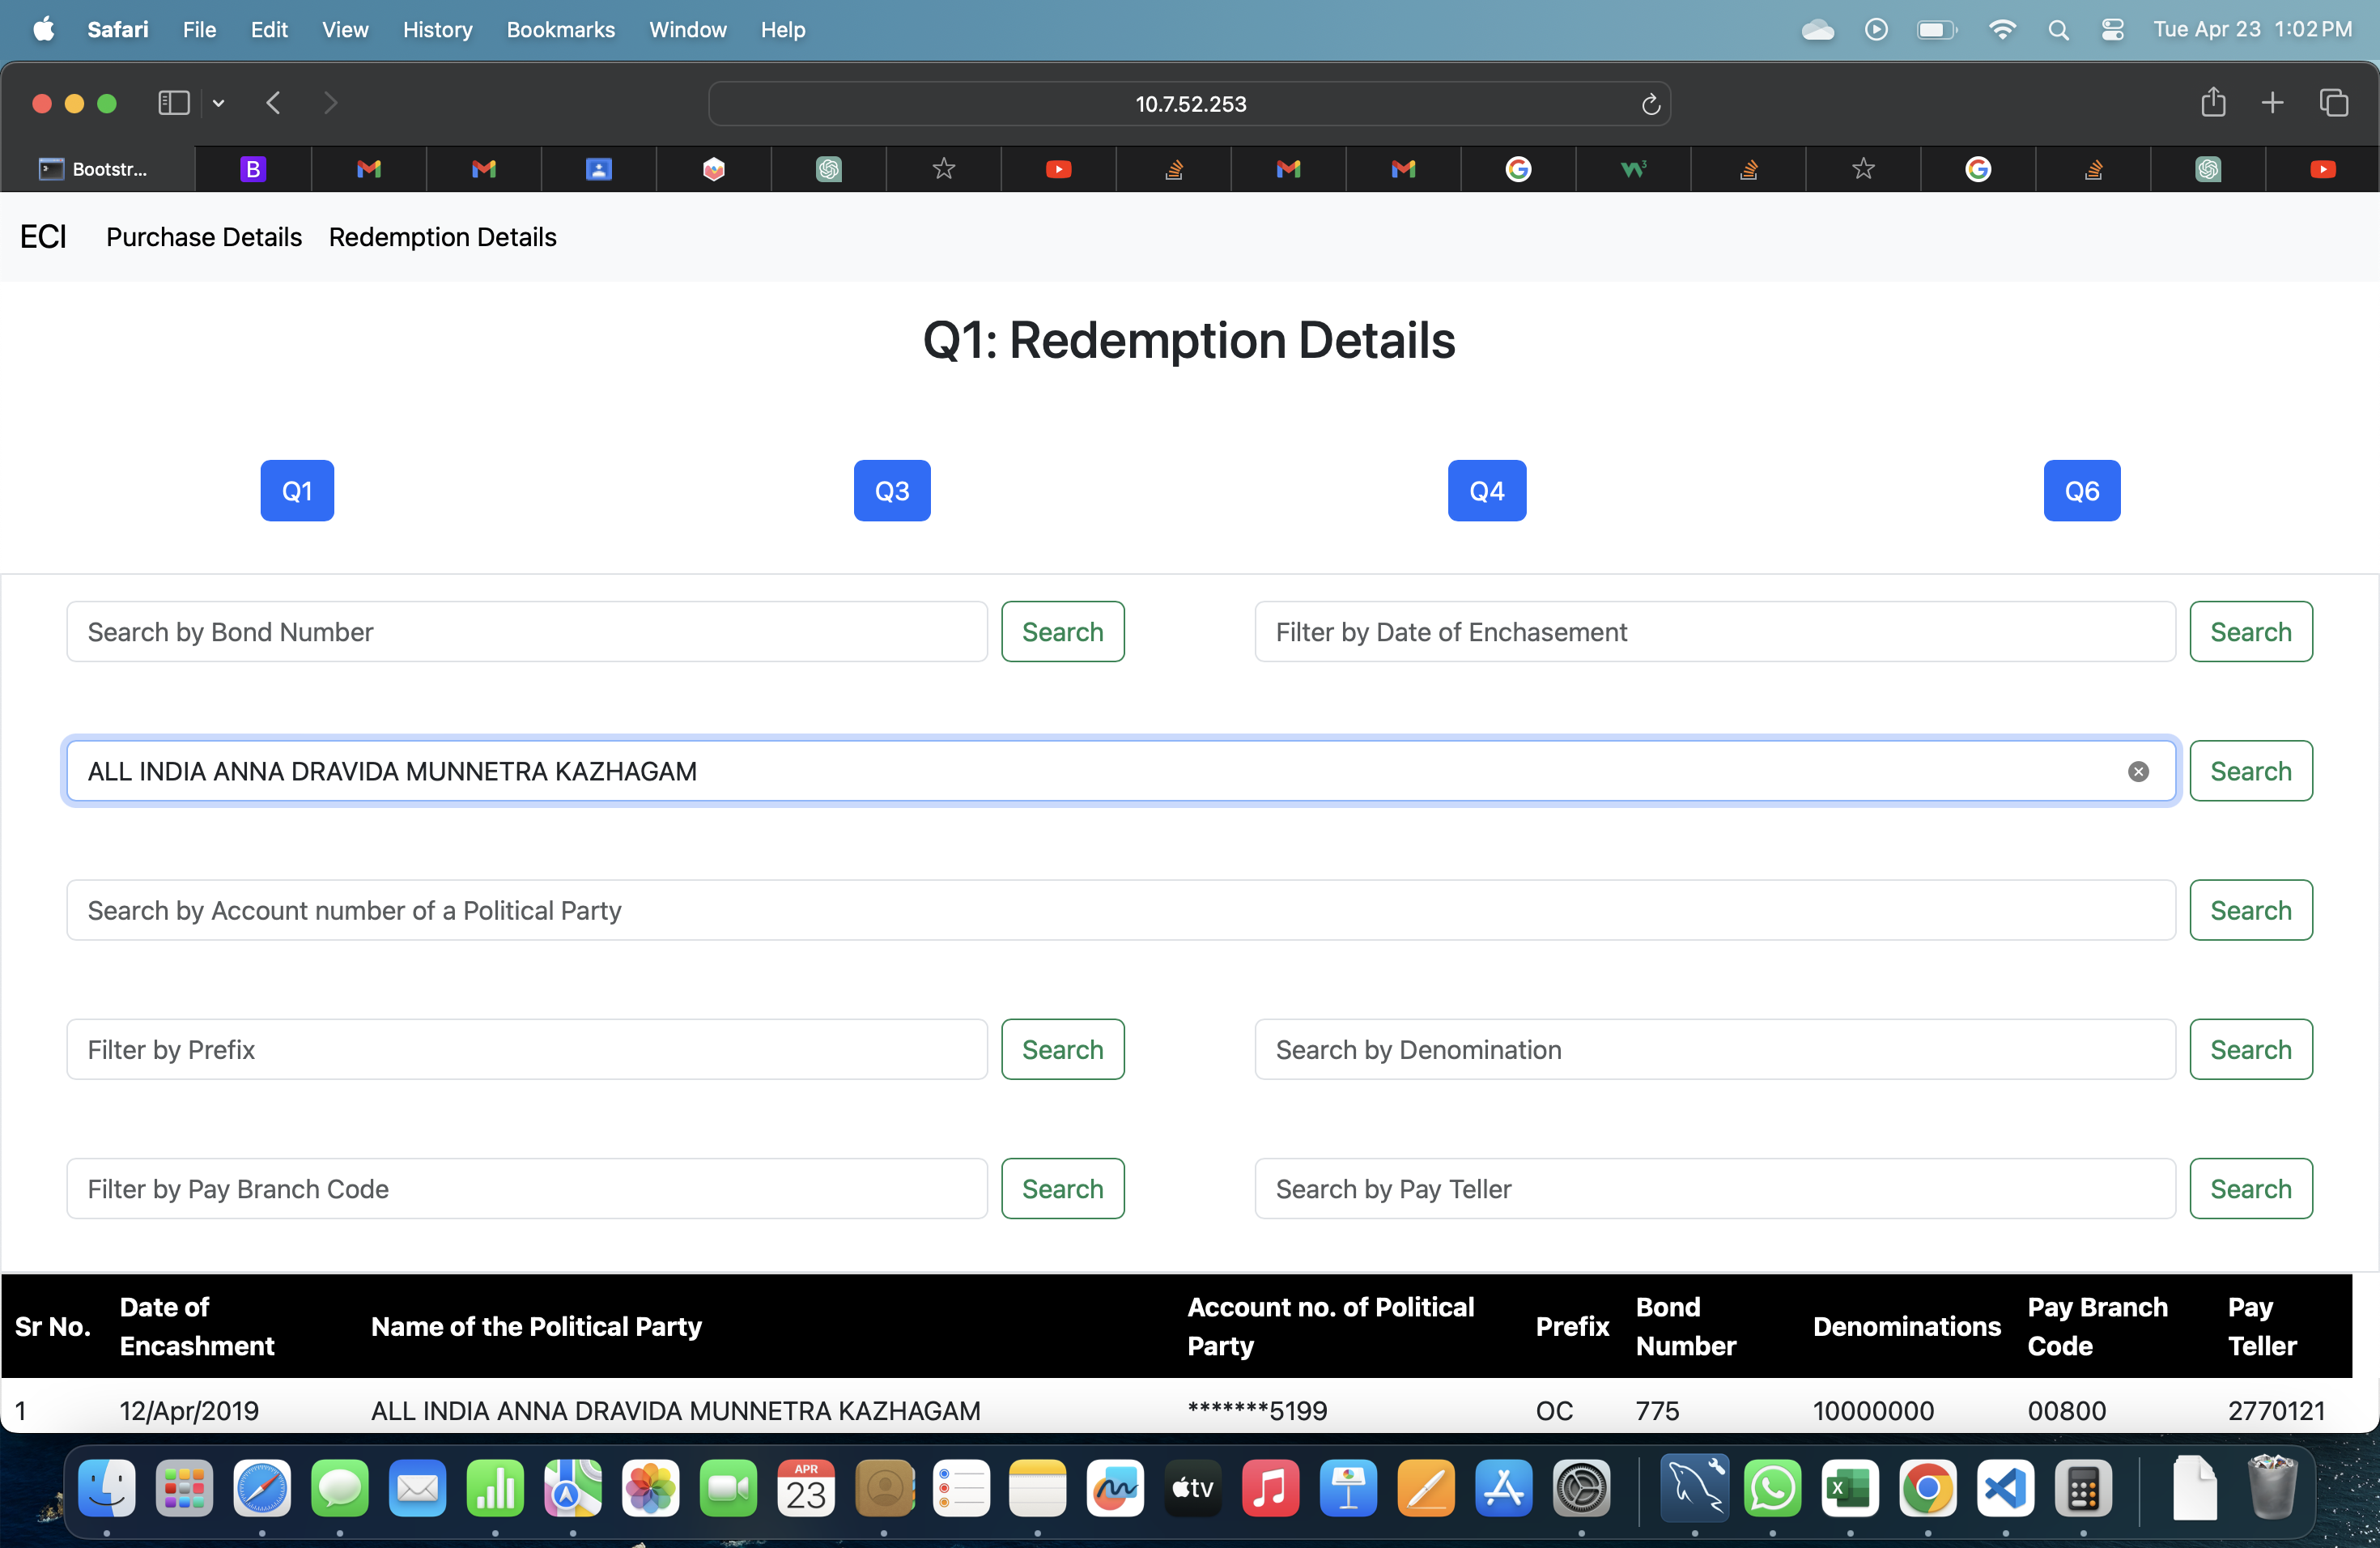 Safari File Edit View History Bookmarks Window Help Tue Apr 23 1:02 PM
10.7.52.253
Bootstr...
ECI Purchase Details Redemption Details
Q1: Redemption Details
Q1 Q3 Q4 Q6
Search by Bond Number Search Filter by Date of Enchasement Search
ALL INDIA ANNA DRAVIDA MUNNETRA KAZHAGAM Search
Search by Account number of a Political Party Search
Filter by Prefix Search Search by Denomination Search
Filter by Pay Branch Code Search Search by Pay Teller Search
Sr No. Date of Encashment Name of the Political Party Account no. of Political Party Prefix Bond Number Denominations Pay Branch Code Pay Teller
1 12/Apr/2019 ALL INDIA ANNA DRAVIDA MUNNETRA KAZHAGAM *******5199 OC 775 10000000 00800 2770121
APR
23
tv